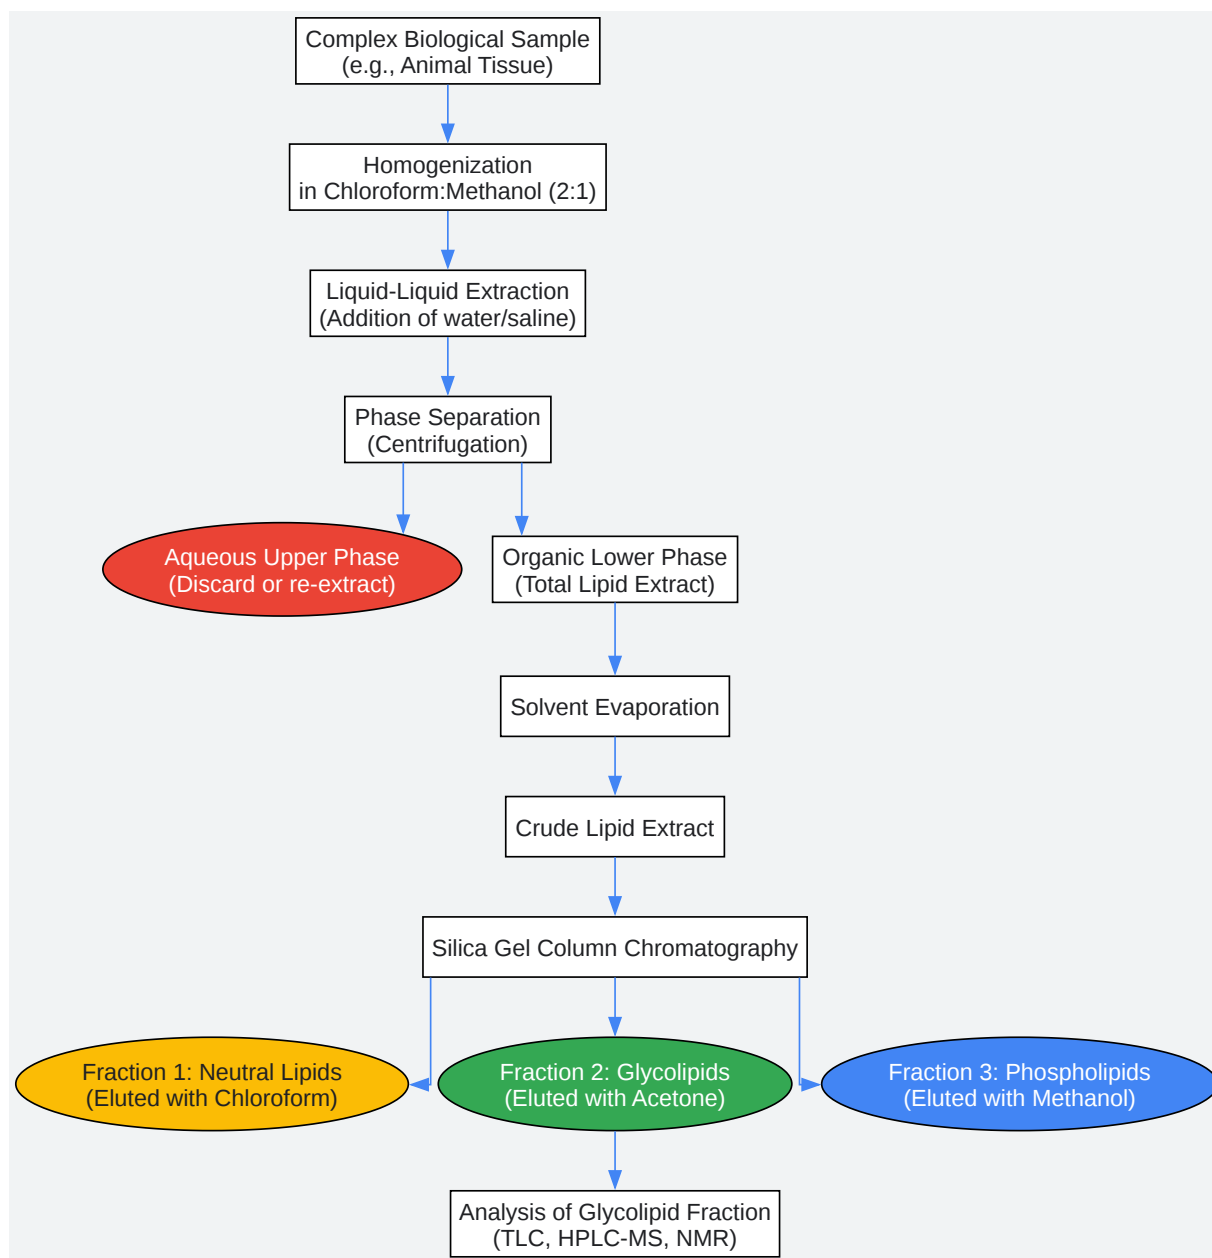 Complex Biological Sample
(e.g., Animal Tissue)
Homogenization
in Chloroform:Methanol (2:1)
Liquid-Liquid Extraction
(Addition of water/saline)
Phase Separation
(Centrifugation)
Aqueous Upper Phase
(Discard or re-extract)
Organic Lower Phase
(Total Lipid Extract)
Solvent Evaporation
Crude Lipid Extract
Silica Gel Column Chromatography
Fraction 1: Neutral Lipids
(Eluted with Chloroform)
Fraction 2: Glycolipids
(Eluted with Acetone)
Fraction 3: Phospholipids
(Eluted with Methanol)
Analysis of Glycolipid Fraction
(TLC, HPLC-MS, NMR)